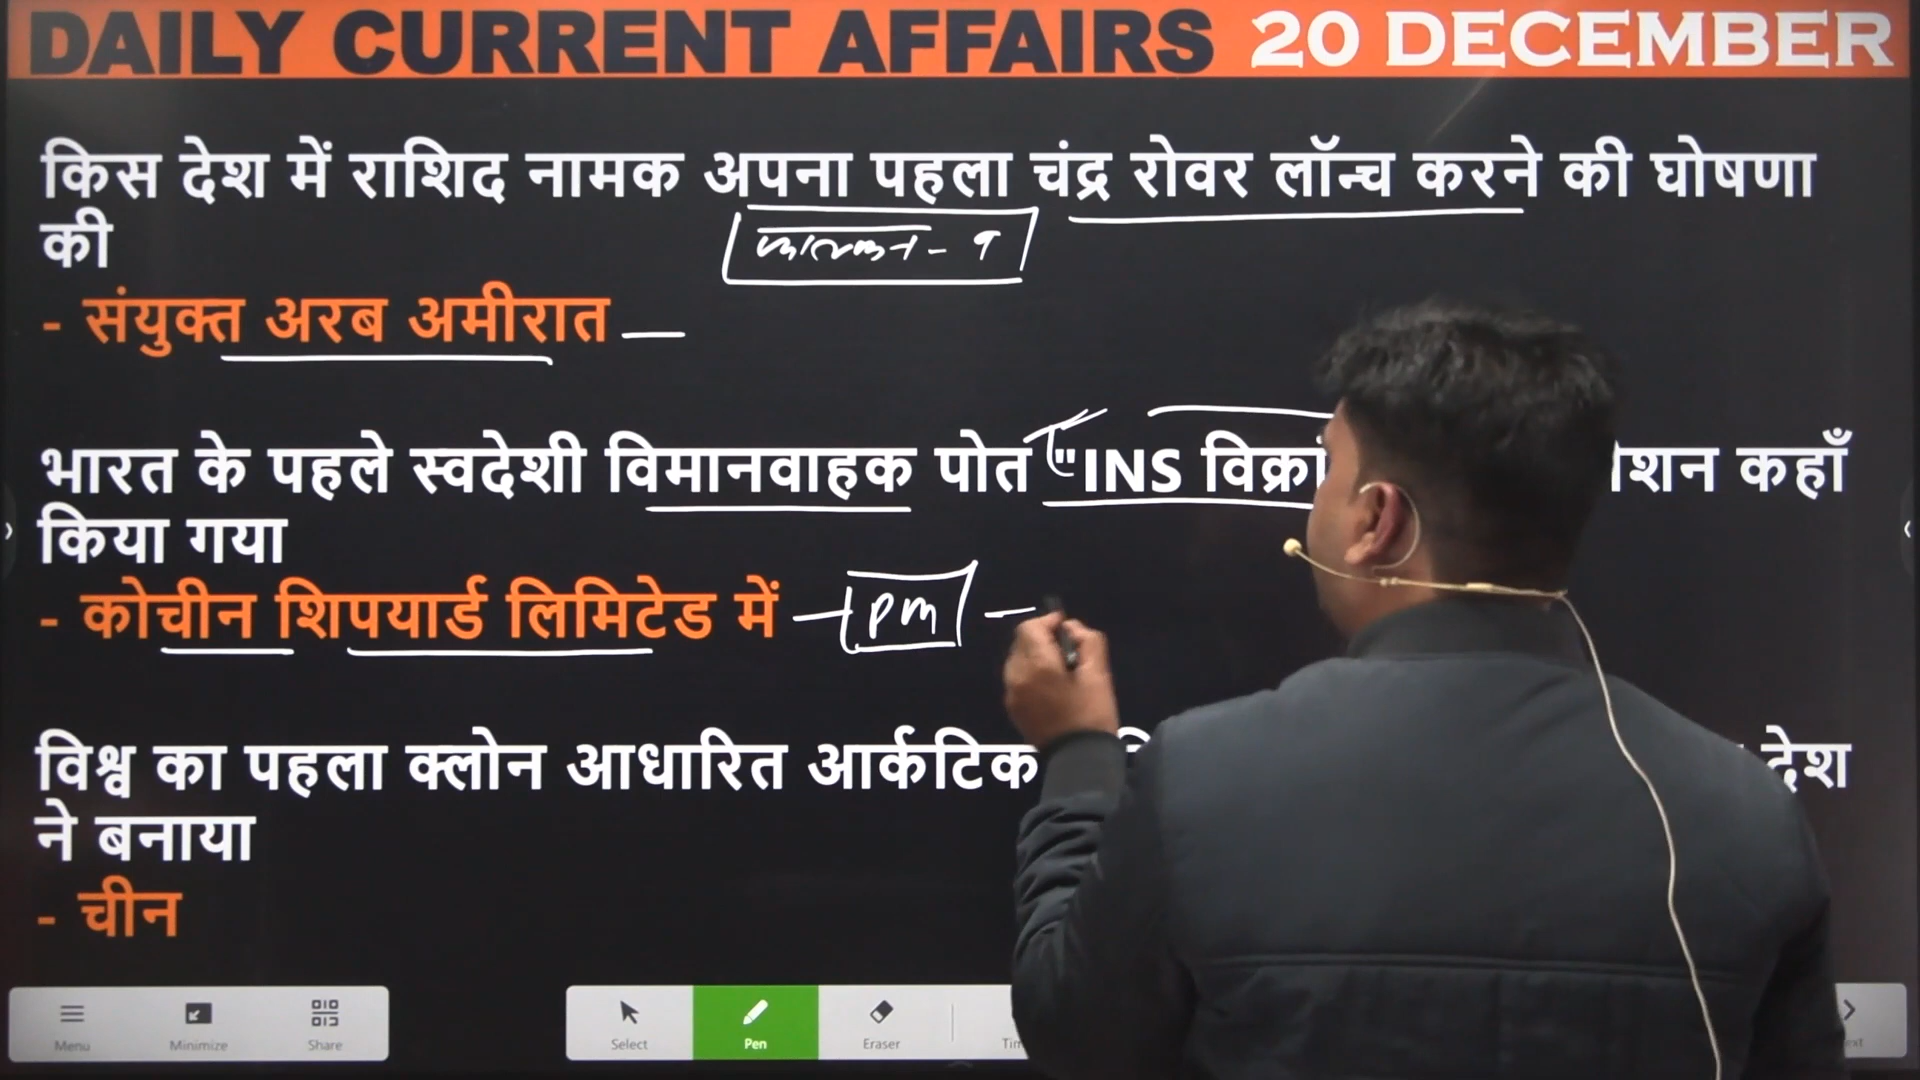 DAILY CURRENT AFFAIRS 20 DECEMBER
किस देश में राशिद नामक अपना पहला चंद्र रोवर लॉन्च करने की घोषणा
की
- संयुक्त अरब अमीरात
भारत के पहले स्वदेशी विमानवाहक पोत "INS कहाँ
किया गया
- कोचीन शिपयार्ड लिमिटेड में
PM
विश्व का पहला क्लोन आधारित आर्कटिक देश
ने बनाया
- चीन
Menu Minimize Share Select Pen Eraser